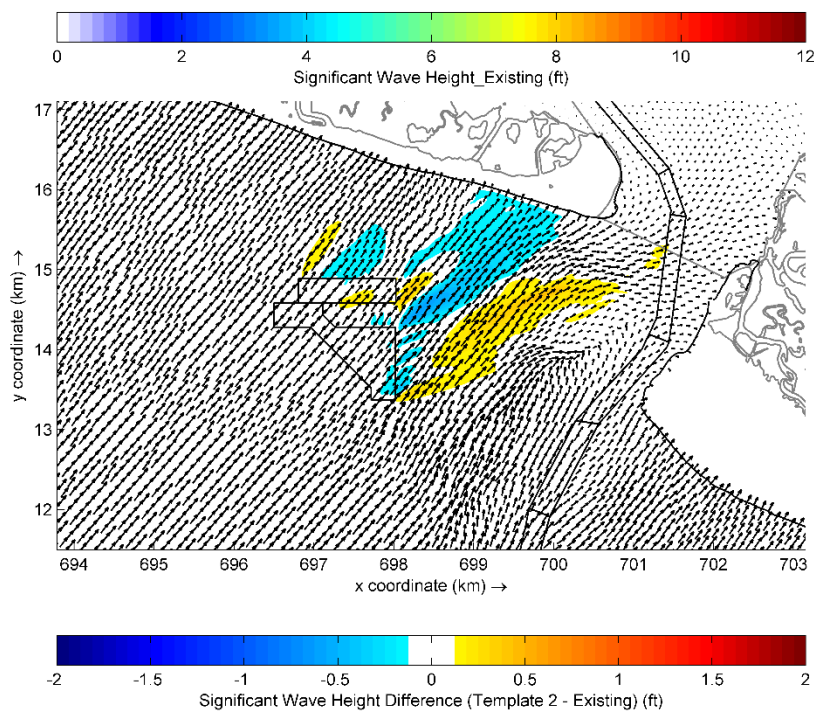 0 2 4 6 8 10 12
Significant Wave Height_Existing (ft)
17
16
15
14
13
12
y coordinate (km) →
694 695 696 697 698 699 700 701 702 703
x coordinate (km) →
-2 -1.5 -1 -0.5 0 0.5 1 1.5 2
Significant Wave Height Difference (Template 2 - Existing) (ft)